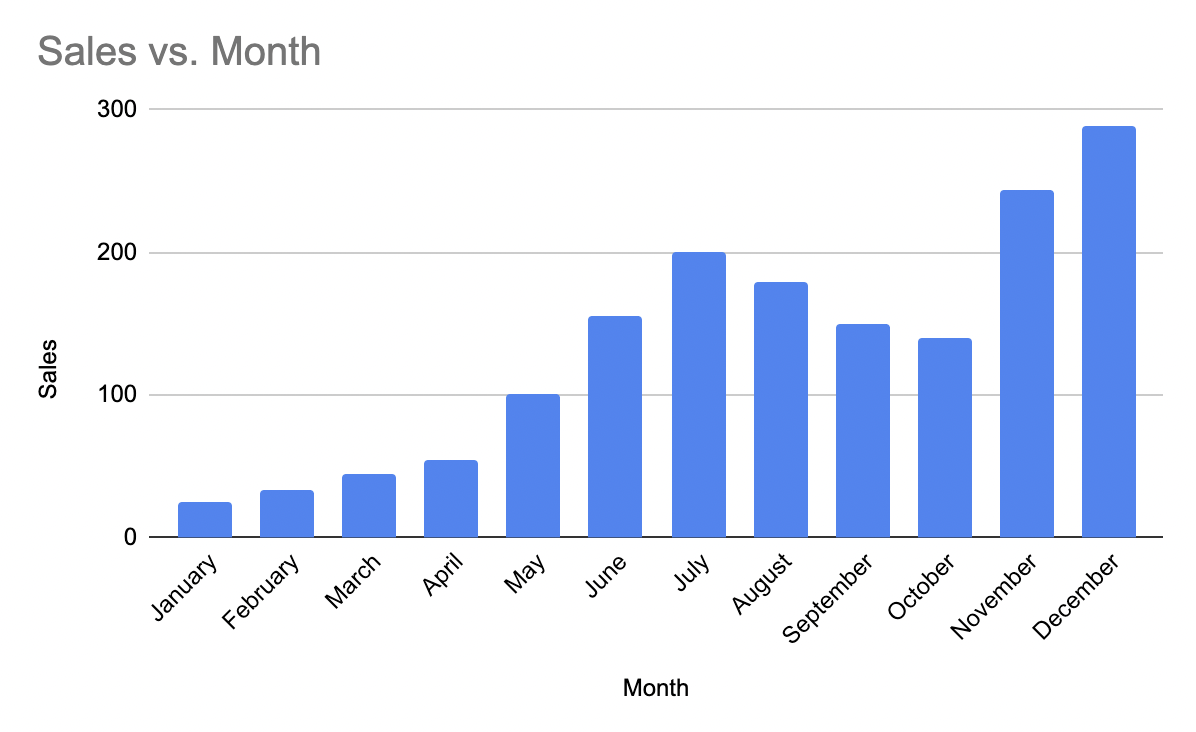 Sales vs. Month
300
200
100
0
Sales
January
February
March
April
May
June
July
August
September
October
November
December
Month